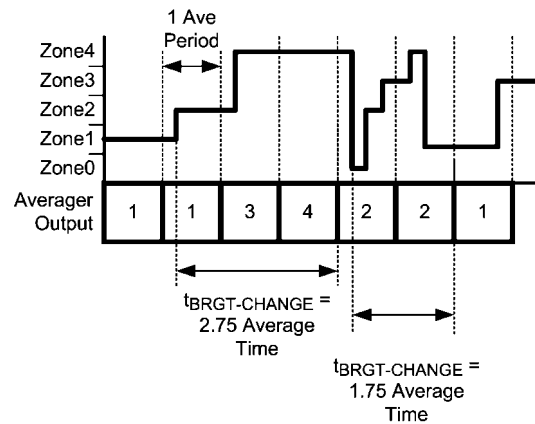 1 Ave
Period
Zone4
Zone3
Zone2
Zone1
Zone0
Averager
Output
1 1 3 4 2 2 1
tBRGT-CHANGE =
2.75 Average
Time
tBRGT-CHANGE =
1.75 Average
Time